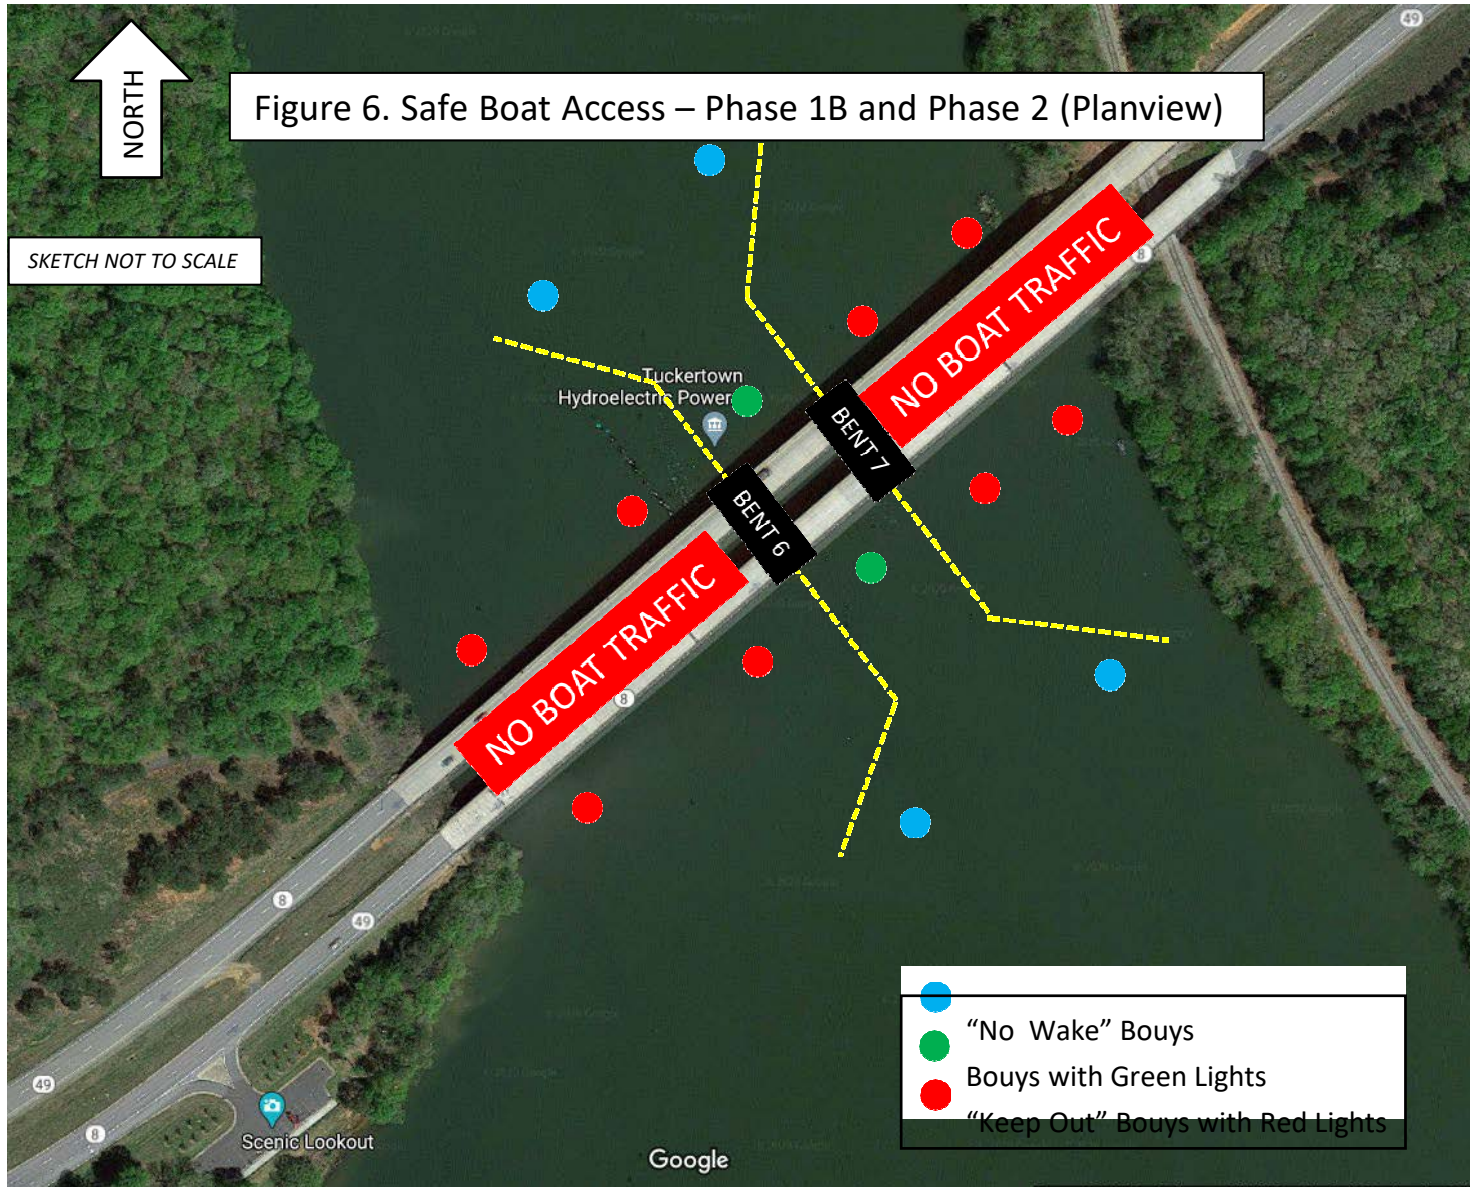 49
NORTH
Figure 6. Safe Boat Access – Phase 1B and Phase 2 (Planview)
SKETCH NOT TO SCALE
NO BOAT TRAFFIC
8
Tuckertown
Hydroelectric Power
BENT 7
BENT 6
NO BOAT TRAFFIC
8
8
49
49
8
Scenic Lookout
Google
“No Wake” Bouys
Bouys with Green Lights
“Keep Out” Bouys with Red Lights